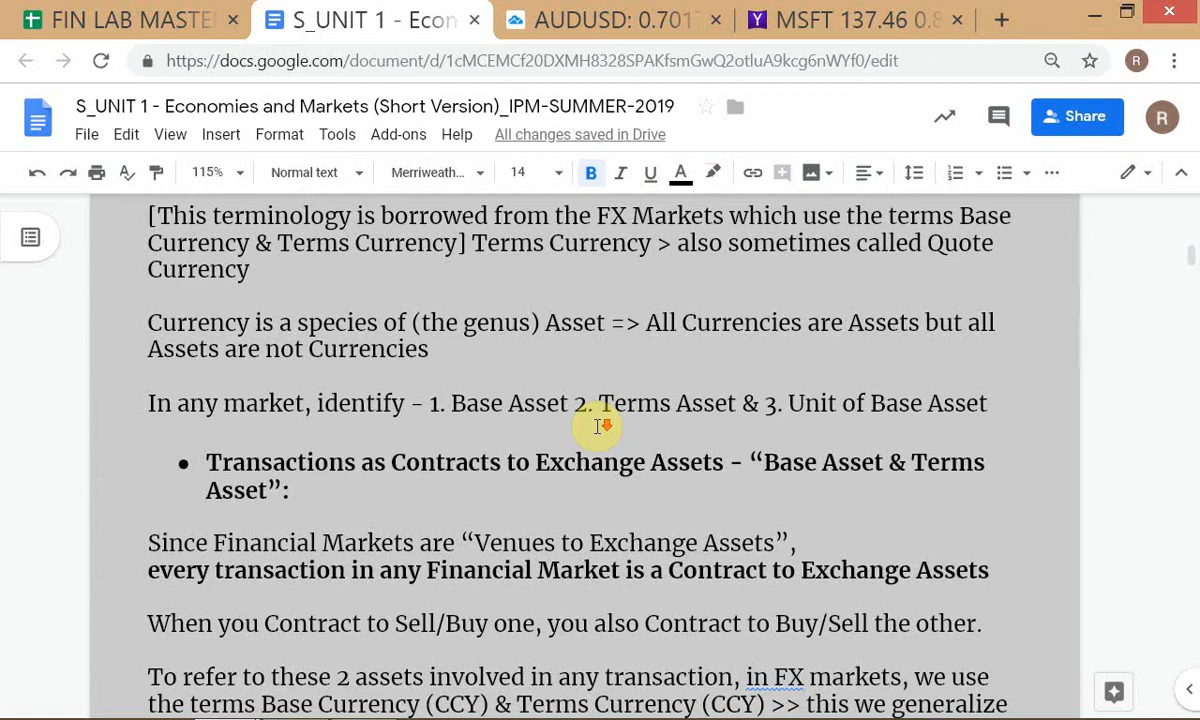 FIN LAB MASTE
S_UNIT 1 - Econ
AUDUSD: 0.701
MSFT 137.46 0.8
https://docs.google.com/document/d/1cMCEMCf20DXMH8328SPAKfsmGwQ2otluA9kcg6nWYf0/edit
R
S_UNIT 1 - Economies and Markets (Short Version)_IPM-SUMMER-2019
File Edit View Insert Format Tools Add-ons Help All changes saved in Drive
Share
R
115% Normal text Merriweath... 14 B I U A
[This terminology is borrowed from the FX Markets which use the terms Base
Currency & Terms Currency] Terms Currency > also sometimes called Quote
Currency
Currency is a species of (the genus) Asset => All Currencies are Assets but all
Assets are not Currencies
In any market, identify - 1. Base Asset 2. Terms Asset & 3. Unit of Base Asset
● Transactions as Contracts to Exchange Assets - “Base Asset & Terms
Asset”:
Since Financial Markets are “Venues to Exchange Assets”,
every transaction in any Financial Market is a Contract to Exchange Assets
When you Contract to Sell/Buy one, you also Contract to Buy/Sell the other.
To refer to these 2 assets involved in any transaction, in FX markets, we use
the terms Base Currency (CCY) & Terms Currency (CCY) >> this we generalize